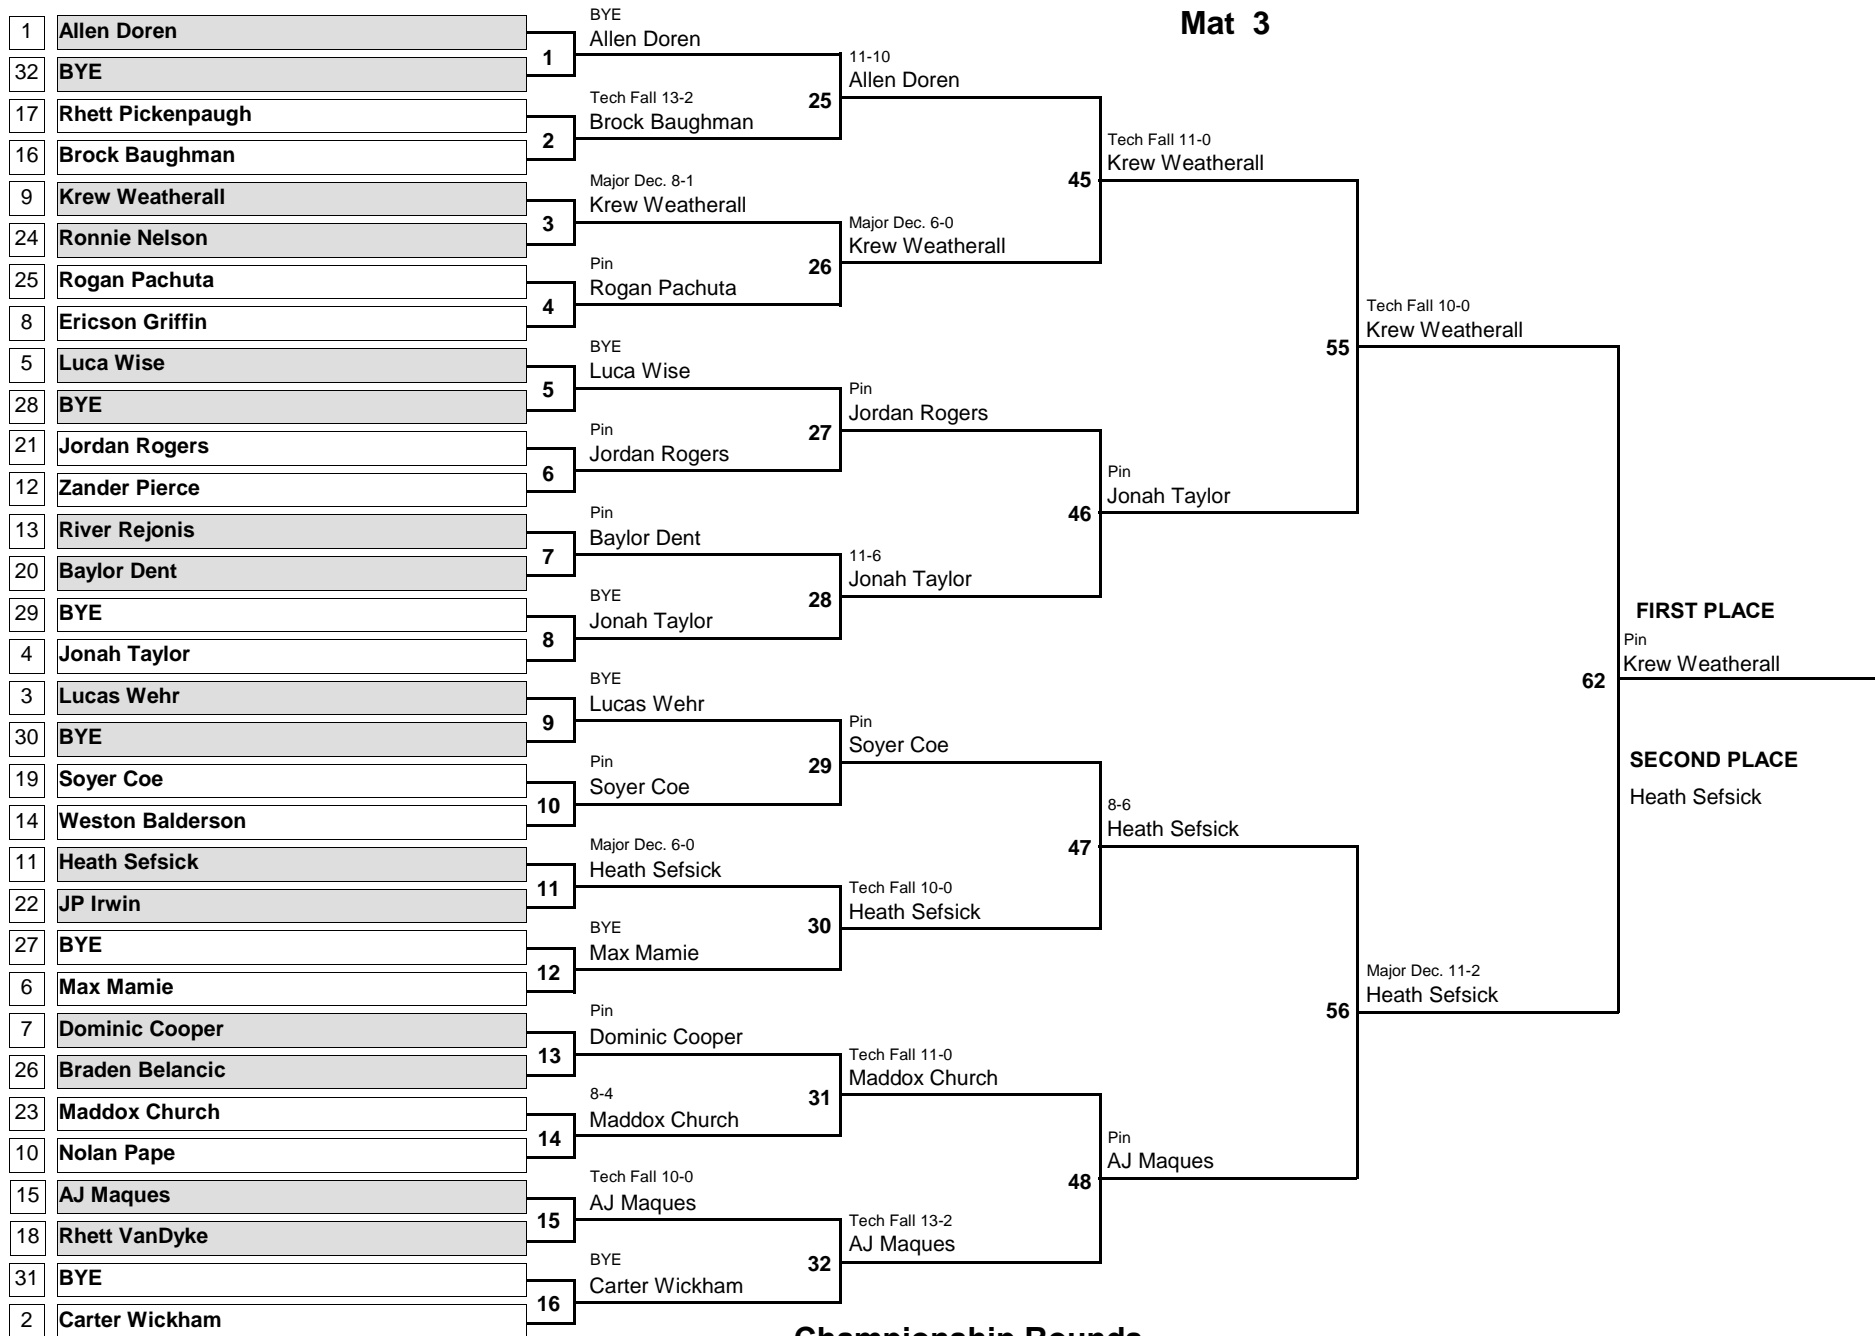 Mat 3
1 Allen Doren
32 BYE
17 Rhett Pickenpaugh
16 Brock Baughman
9 Krew Weatherall
24 Ronnie Nelson
25 Rogan Pachuta
8 Ericson Griffin
5 Luca Wise
28 BYE
21 Jordan Rogers
12 Zander Pierce
13 River Rejonis
20 Baylor Dent
29 BYE
4 Jonah Taylor
3 Lucas Wehr
30 BYE
19 Soyer Coe
14 Weston Balderson
11 Heath Sefsick
22 JP Irwin
27 BYE
6 Max Mamie
7 Dominic Cooper
26 Braden Belancic
23 Maddox Church
10 Nolan Pape
15 AJ Maques
18 Rhett VanDyke
31 BYE
2 Carter Wickham
1
2
3
4
5
6
7
8
9
10
11
12
13
14
15
16
BYE
Allen Doren
Tech Fall 13-2
Brock Baughman
Major Dec. 8-1
Krew Weatherall
Pin
Rogan Pachuta
BYE
Luca Wise
Pin
Jordan Rogers
Pin
Baylor Dent
BYE
Jonah Taylor
BYE
Lucas Wehr
Pin
Soyer Coe
Major Dec. 6-0
Heath Sefsick
BYE
Max Mamie
Pin
Dominic Cooper
8-4
Maddox Church
Tech Fall 10-0
AJ Maques
BYE
Carter Wickham
25
26
27
28
29
30
31
32
11-10
Allen Doren
Major Dec. 6-0
Krew Weatherall
Pin
Jordan Rogers
11-6
Jonah Taylor
Pin
Soyer Coe
Tech Fall 10-0
Heath Sefsick
Tech Fall 11-0
Maddox Church
Tech Fall 13-2
AJ Maques
45
46
47
48
Tech Fall 11-0
Krew Weatherall
Pin
Jonah Taylor
8-6
Heath Sefsick
Pin
AJ Maques
55
56
Tech Fall 10-0
Krew Weatherall
Major Dec. 11-2
Heath Sefsick
62
FIRST PLACE
Pin
Krew Weatherall
SECOND PLACE
Heath Sefsick
Championship Rounds